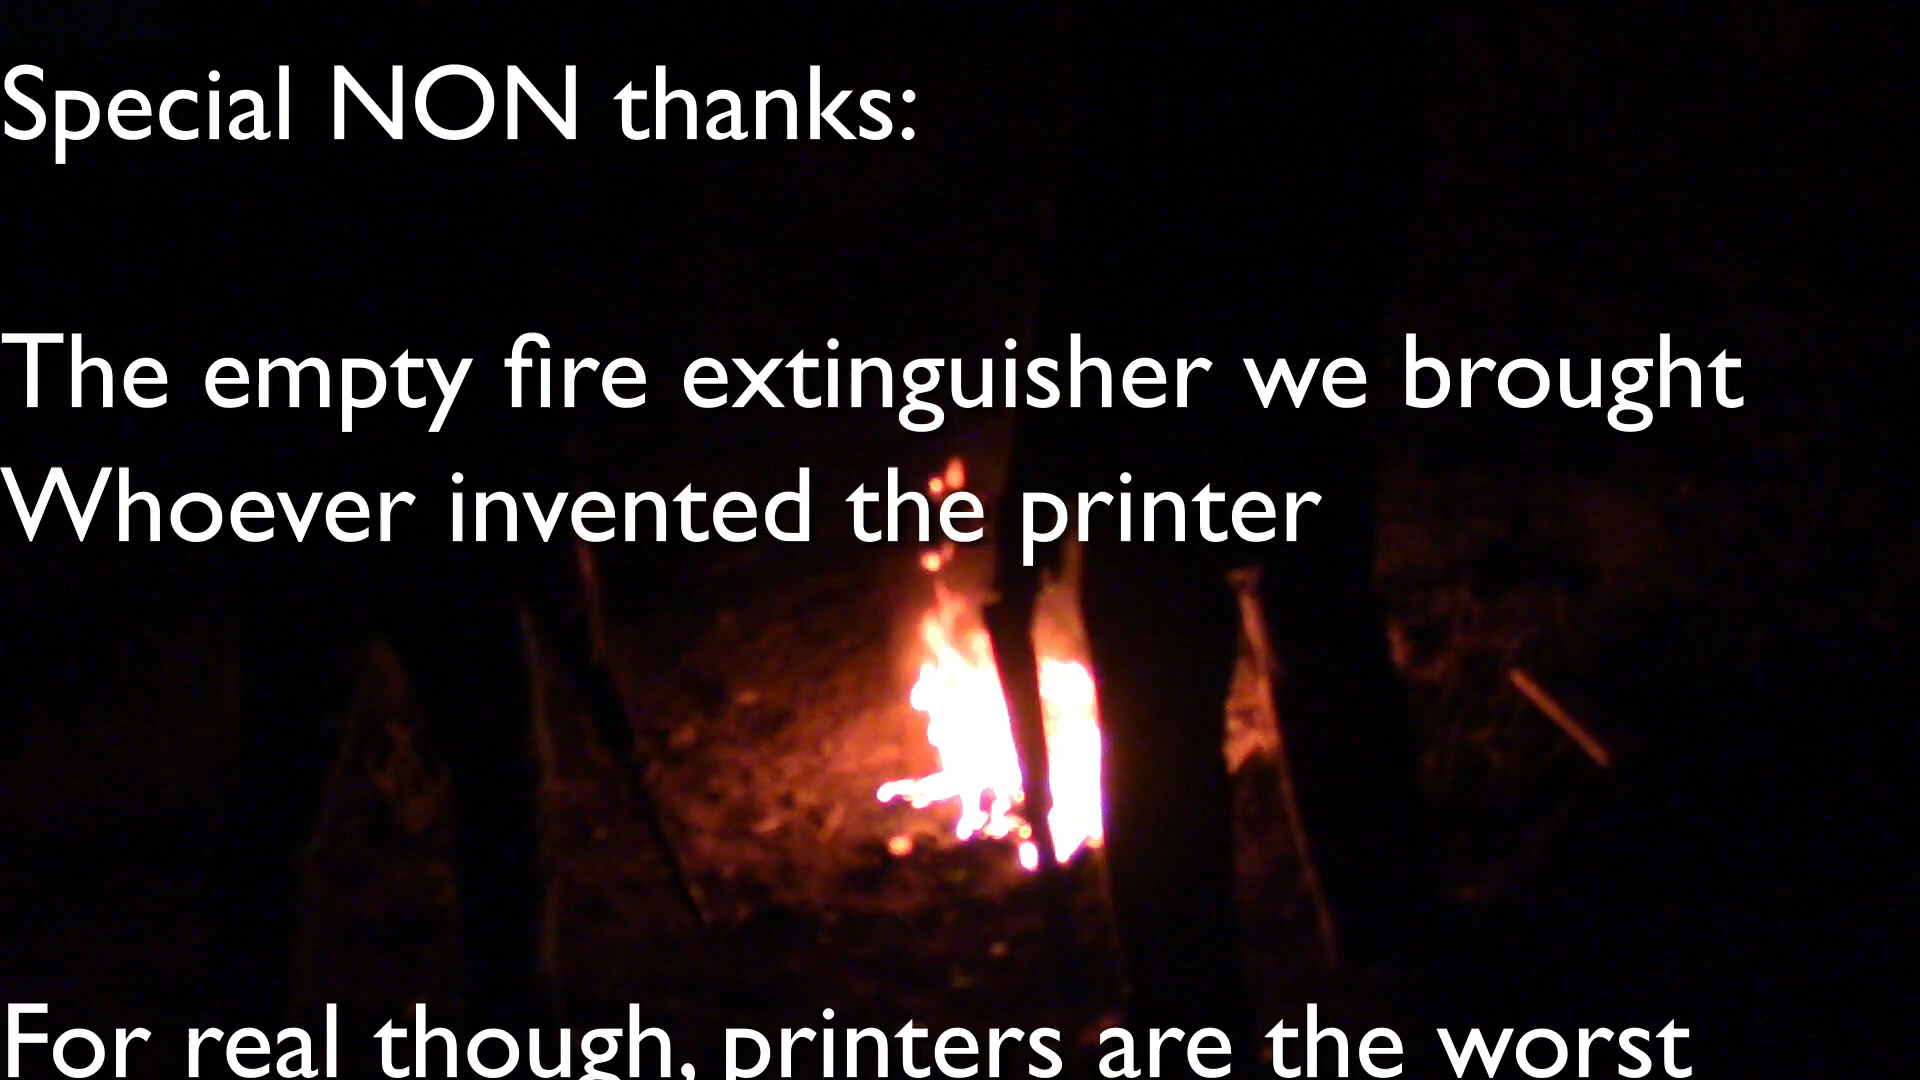 Special NON thanks:
The empty fire extinguisher we brought
Whoever invented the printer
For real though, printers are the worst